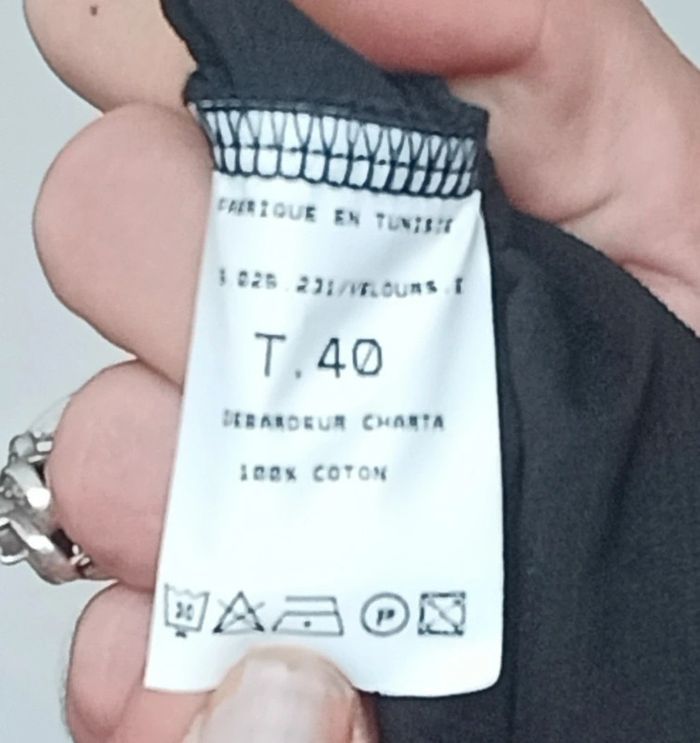 FABRIQUE EN TUNISIE
.231/VELOURS.E
T.40
DEBARDEUR CHARTA
100% COTON
30 P